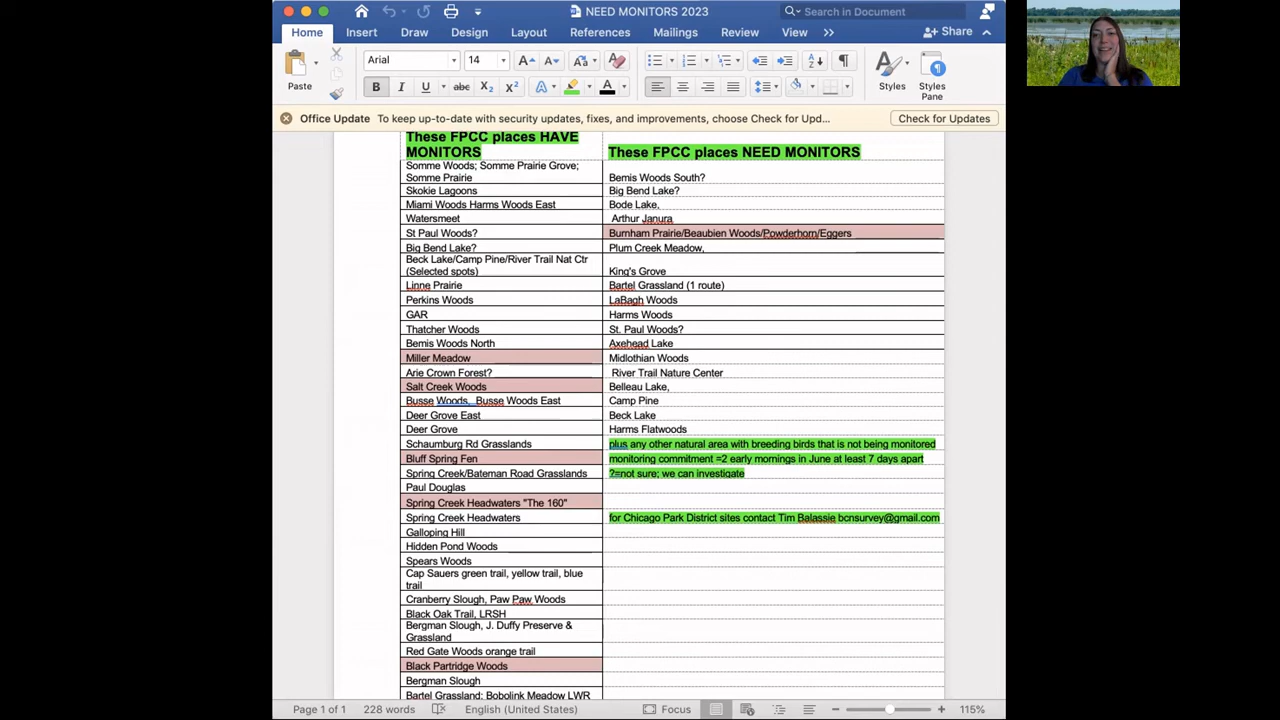 NEED MONITORS 2023
Search in Document
Home Insert Draw Design Layout References Mailings Review View Share
Paste
Arial 14
Styles Styles Pane
Office Update To keep up-to-date with security updates, fixes, and improvements, choose Check for Upd... Check for Updates
These FPCC places HAVE
MONITORS
These FPCC places NEED MONITORS
Somme Woods; Somme Prairie Grove;
Somme Prairie
Bemis Woods South?
Skokie Lagoons
Big Bend Lake?
Miami Woods Harms Woods East
Bode Lake,
Watersmeet
Arthur Janura
St Paul Woods?
Burnham Prairie/Beaubien Woods/Powderhorn/Eggers
Big Bend Lake?
Plum Creek Meadow,
Beck Lake/Camp Pine/River Trail Nat Ctr
(Selected spots)
King's Grove
Linne Prairie
Bartel Grassland (1 route)
Perkins Woods
LaBagh Woods
GAR
Harms Woods
Thatcher Woods
St. Paul Woods?
Bemis Woods North
Axehead Lake
Miller Meadow
Midlothian Woods
Arie Crown Forest?
River Trail Nature Center
Salt Creek Woods
Belleau Lake,
Busse Woods, Busse Woods East
Camp Pine
Deer Grove East
Beck Lake
Deer Grove
Harms Flatwoods
Schaumburg Rd Grasslands
plus any other natural area with breeding birds that is not being monitored
Bluff Spring Fen
monitoring commitment =2 early mornings in June at least 7 days apart
Spring Creek/Bateman Road Grasslands
?=not sure; we can investigate
Paul Douglas
Spring Creek Headwaters "The 160"
Spring Creek Headwaters
for Chicago Park District sites contact Tim Balassie bcnsurvey@gmail.com
Galloping Hill
Hidden Pond Woods
Spears Woods
Cap Sauers green trail, yellow trail, blue
trail
Cranberry Slough, Paw Paw Woods
Black Oak Trail, LRSH
Bergman Slough, J. Duffy Preserve &
Grassland
Red Gate Woods orange trail
Black Partridge Woods
Bergman Slough
Bartel Grassland; Bobolink Meadow LWR
Page 1 of 1 228 words English (United States) Focus 115%